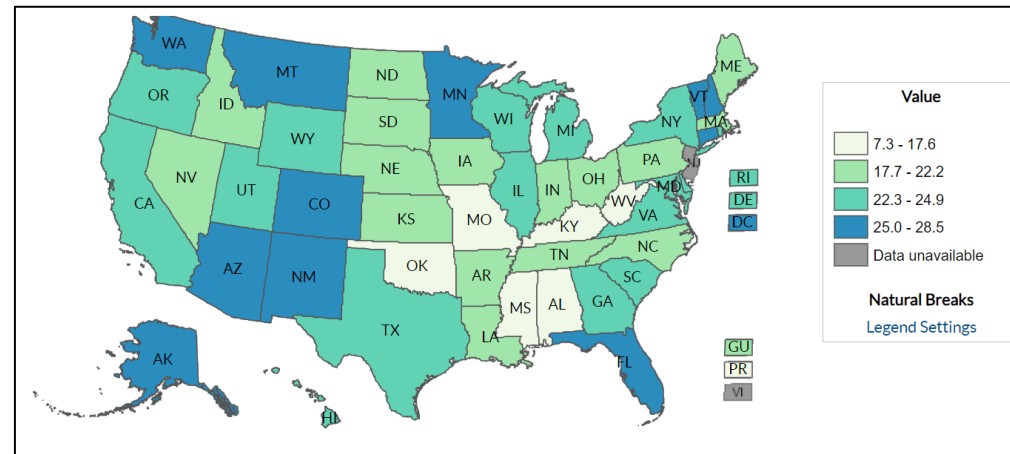 WA
MT
ND
MN
ME
VT
OR
ID
SD
WI
MI
NY
MA
WY
NE
IA
PA
NJ
NV
UT
CO
KS
MO
IL
IN
OH
WV
MD
VA
KY
CA
AZ
NM
OK
AR
TN
NC
SC
MS
AL
GA
TX
LA
FL
AK
HI
RI
DE
DC
GU
PR
VI
Value
7.3 - 17.6
17.7 - 22.2
22.3 - 24.9
25.0 - 28.5
Data unavailable
Natural Breaks
Legend Settings